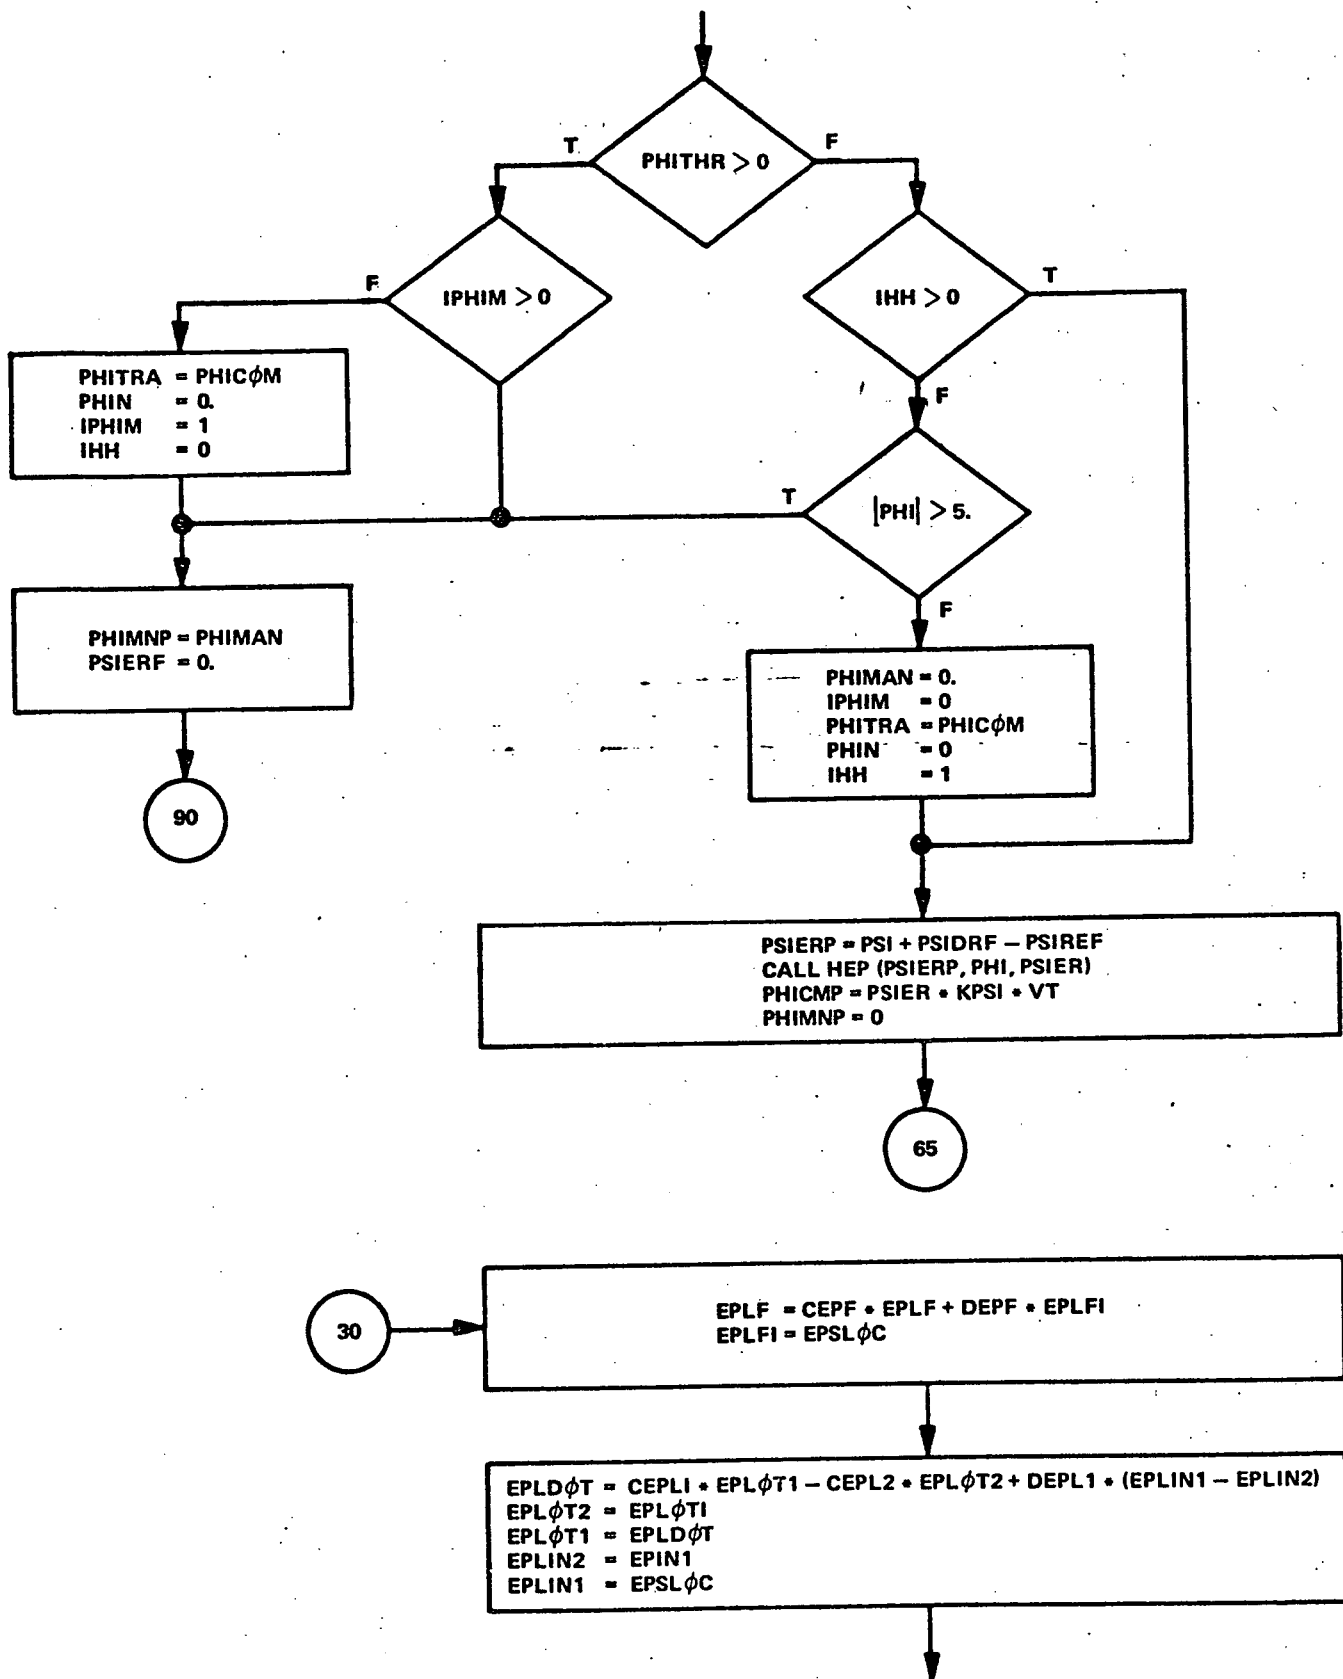 PHITHR > 0
T
F
IPHIM > 0
F
IHH > 0
T
F
PHITRA = PHICϕM
PHIN = 0.
IPHIM = 1
IHH = 0
|PHI| > 5.
T
F
PHIMNP = PHIMAN
PSIERF = 0.
90
PHIMAN = 0.
IPHIM = 0
PHITRA = PHICϕM
PHIN = 0
IHH = 1
PSIERP = PSI + PSIDRF – PSIREF
CALL HEP (PSIERP, PHI, PSIER)
PHICMP = PSIER * KPSI * VT
PHIMNP = 0
65
30
EPLF = CEPF * EPLF + DEPF * EPLFI
EPLFI = EPSLϕC
EPLDϕT = CEPLI * EPLϕT1 – CEPL2 * EPLϕT2 + DEPL1 * (EPLIN1 – EPLIN2)
EPLϕT2 = EPLϕTI
EPLϕT1 = EPLDϕT
EPLIN2 = EPIN1
EPLIN1 = EPSLϕC